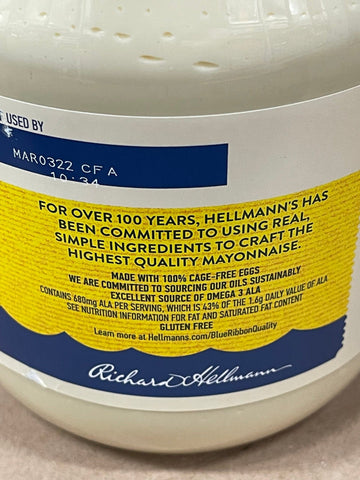 USED BY
MAR0322 CF A
10:34
FOR OVER 100 YEARS, HELLMANN'S HAS
BEEN COMMITTED TO USING REAL,
SIMPLE INGREDIENTS TO CRAFT THE
HIGHEST QUALITY MAYONNAISE.
MADE WITH 100% CAGE-FREE EGGS
WE ARE COMMITTED TO SOURCING OUR OILS SUSTAINABLY
EXCELLENT SOURCE OF OMEGA 3 ALA
CONTAINS 680mg ALA PER SERVING, WHICH IS 43% OF THE 1.6g DAILY VALUE OF ALA
SEE NUTRITION INFORMATION FOR FAT AND SATURATED FAT CONTENT
GLUTEN FREE
Learn more at Hellmanns.com/BlueRibbonQuality
Richard Hellmann